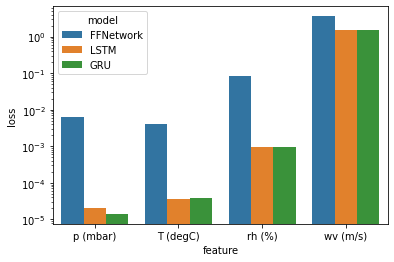 model
FFNetwork
LSTM
GRU
loss
10⁰
10⁻¹
10⁻²
10⁻³
10⁻⁴
10⁻⁵
p (mbar) T (degC) rh (%) wv (m/s)
feature